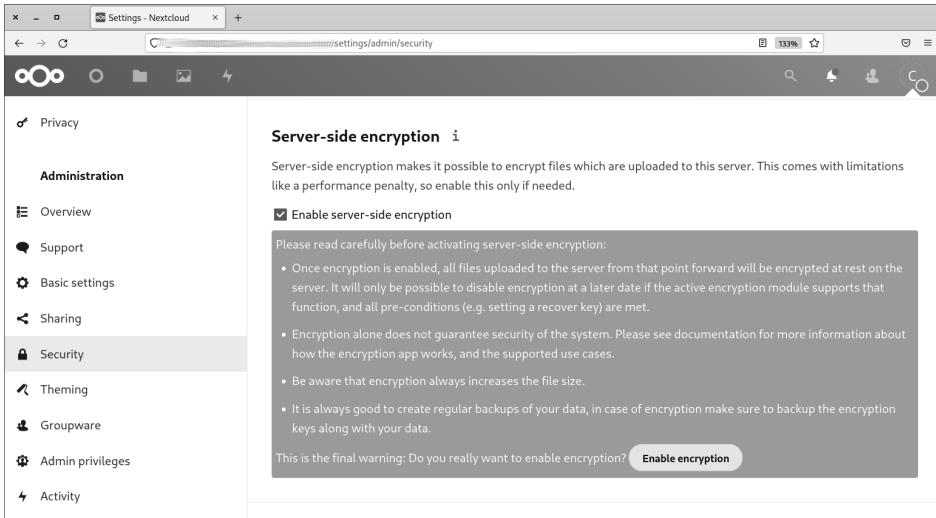 Settings - Nextcloud
/settings/admin/security
133%
C
Privacy
Administration
Overview
Support
Basic settings
Sharing
Security
Theming
Groupware
Admin privileges
Activity
Server-side encryption i
Server-side encryption makes it possible to encrypt files which are uploaded to this server. This comes with limitations
like a performance penalty, so enable this only if needed.
Enable server-side encryption
Please read carefully before activating server-side encryption:
• Once encryption is enabled, all files uploaded to the server from that point forward will be encrypted at rest on the
server. It will only be possible to disable encryption at a later date if the active encryption module supports that
function, and all pre-conditions (e.g. setting a recover key) are met.
• Encryption alone does not guarantee security of the system. Please see documentation for more information about
how the encryption app works, and the supported use cases.
• Be aware that encryption always increases the file size.
• It is always good to create regular backups of your data, in case of encryption make sure to backup the encryption
keys along with your data.
This is the final warning: Do you really want to enable encryption? Enable encryption